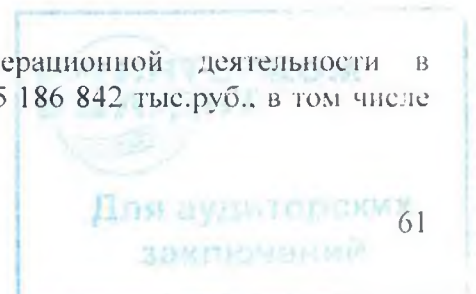 ерационной деятельности в
5 186 842 тыс.руб., в том числе
Для аудиторских
61
заключений